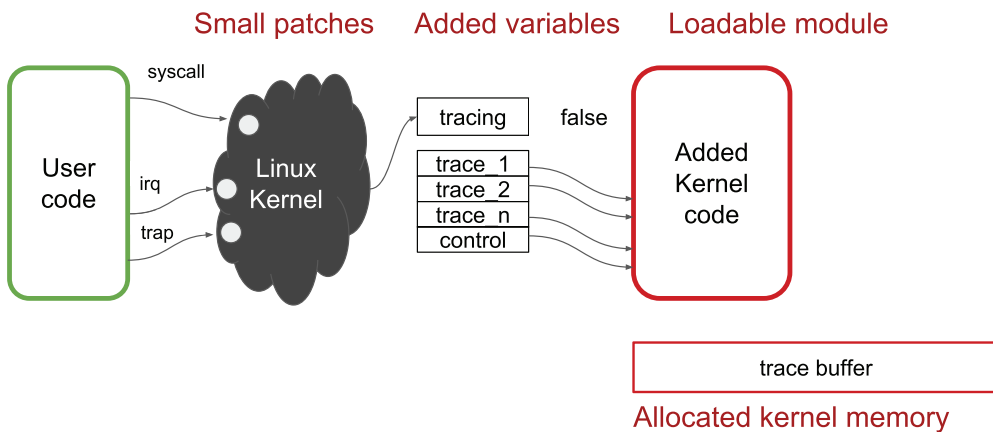 Small patches
Added variables
Loadable module
syscall
irq
trap
User
code
Linux
Kernel
tracing
false
trace_1
trace_2
trace_n
control
Added
Kernel
code
trace buffer
Allocated kernel memory